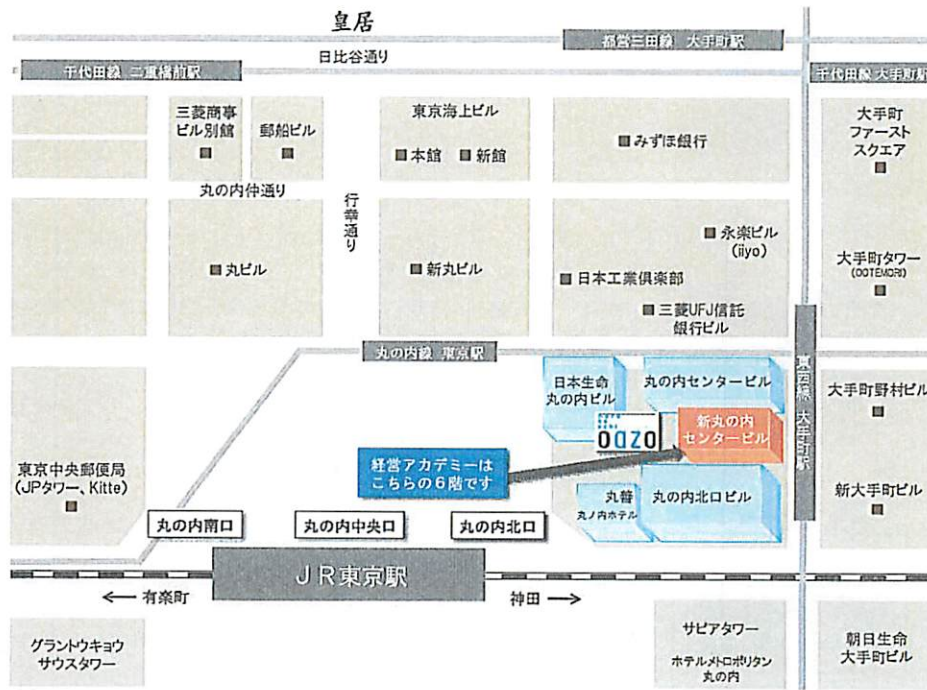 皇居
都営三田線 大手町駅
日比谷通り
千代田線 二重橋前駅
千代田線 大手町駅
三菱商事
ビル別館
郵船ビル
東京海上ビル
本館
新館
みずほ銀行
大手町
ファースト
スクエア
丸の内仲通り
行幸通り
丸ビル
新丸ビル
永楽ビル
(iiyo)
日本工業倶楽部
三菱UFJ信託
銀行ビル
大手町タワー
(OOTEMORI)
丸の内線 東京駅
東西線 大手町駅
日本生命
丸の内ビル
丸の内センタービル
新丸の内
センタービル
OAZO
大手町野村ビル
経営アカデミーは
こちらの6階です
東京中央郵便局
(JPタワー、Kitte)
丸善
丸ノ内ホテル
丸の内北口ビル
新大手町ビル
丸の内南口
丸の内中央口
丸の内北口
JR東京駅
← 有楽町
神田 →
グラントウキョウ
サウスタワー
サピアタワー
ホテルメトロポリタン
丸の内
朝日生命
大手町ビル